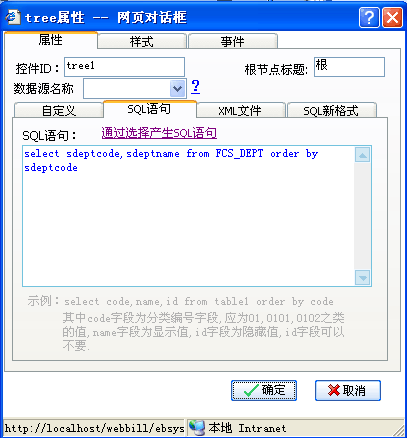 tree属性 -- 网页对话框
属性 样式 事件
控件ID： tree1 根节点标题: 根
数据源名称 ?
自定义 SQL语句 XML文件 SQL新格式
SQL语句： 通过选择产生SQL语句
select sdeptcode,sdeptname from FCS_DEPT order by
sdeptcode
示例：select code,name,id from table1 order by code
其中code字段为分类编号字段,应为01,0101,0102之类
的值,name字段为显示值,id字段为隐藏值,id字段可以
不要.
确定 取消
http://localhost/webbill/ebsys 本地 Intranet